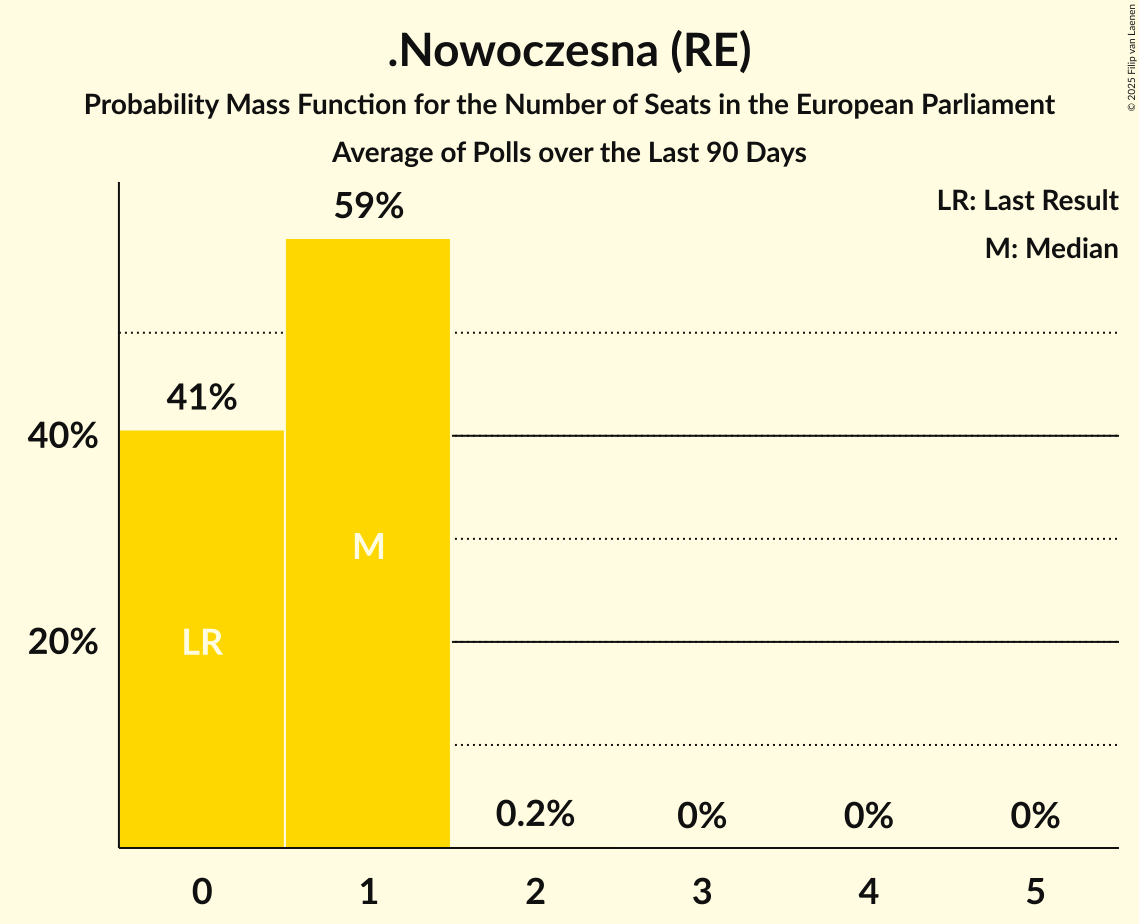 .Nowoczesna (RE)
Probability Mass Function for the Number of Seats in the European Parliament
Average of Polls over the Last 90 Days
© 2025 Filip van Laenen
LR: Last Result
M: Median
59%
41%
40%
M
20%
LR
0.2%
0%
0%
0%
0
1
2
3
4
5